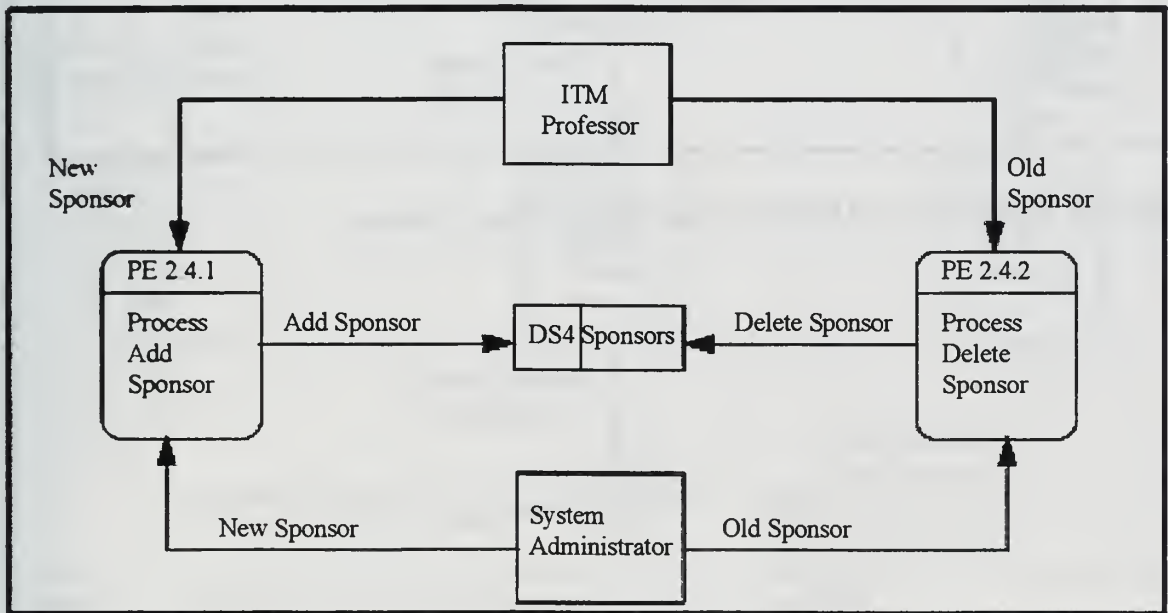 ITM
Professor
New
Sponsor
Old
Sponsor
PE 2.4.1
Process
Add
Sponsor
Add Sponsor
DS4 Sponsors
Delete Sponsor
PE 2.4.2
Process
Delete
Sponsor
New Sponsor
System
Administrator
Old Sponsor